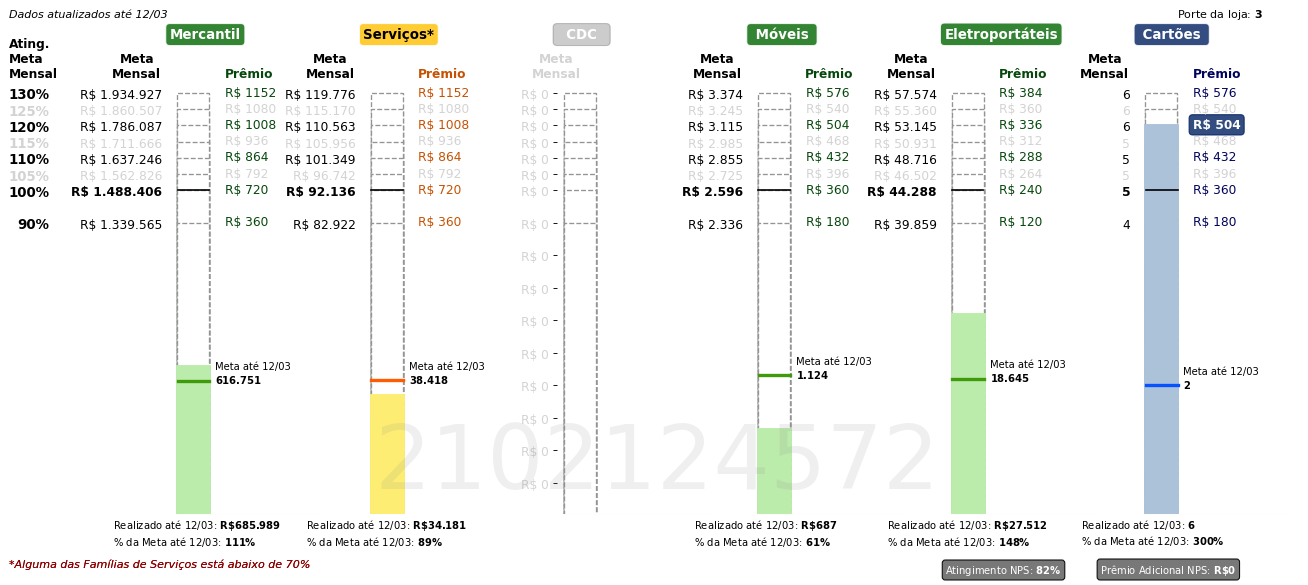 Dados atualizados até 12/03
Porte da loja: 3
Mercantil Serviços* CDC Móveis Eletroportáteis Cartões
Ating. Meta Mensal
Meta Mensal Prêmio Meta Mensal Prêmio Meta Mensal Meta Mensal Prêmio Meta Mensal Prêmio Meta Mensal Prêmio
130% R$ 1.934.927 R$ 1152 R$ 119.776 R$ 1152 R$ 0 R$ 3.374 R$ 576 R$ 57.574 R$ 384 6 R$ 576
125% R$ 1.860.507 R$ 1080 R$ 115.170 R$ 1080 R$ 0 R$ 3.245 R$ 540 R$ 55.360 R$ 360 6 R$ 540
120% R$ 1.786.087 R$ 1008 R$ 110.563 R$ 1008 R$ 0 R$ 3.115 R$ 504 R$ 53.145 R$ 336 6 R$ 504
115% R$ 1.711.666 R$ 936 R$ 105.956 R$ 936 R$ 0 R$ 2.985 R$ 468 R$ 50.931 R$ 312 5 R$ 468
110% R$ 1.637.246 R$ 864 R$ 101.349 R$ 864 R$ 0 R$ 2.855 R$ 432 R$ 48.716 R$ 288 5 R$ 432
105% R$ 1.562.826 R$ 792 R$ 96.742 R$ 792 R$ 0 R$ 2.725 R$ 396 R$ 46.502 R$ 264 5 R$ 396
100% R$ 1.488.406 R$ 720 R$ 92.136 R$ 720 R$ 0 R$ 2.596 R$ 360 R$ 44.288 R$ 240 5 R$ 360
90% R$ 1.339.565 R$ 360 R$ 82.922 R$ 360 R$ 0 R$ 2.336 R$ 180 R$ 39.859 R$ 120 4 R$ 180
R$ 0
R$ 0
R$ 0
R$ 0
R$ 0
R$ 0
R$ 0
R$ 0
Meta até 12/03 Meta até 12/03 Meta até 12/03 Meta até 12/03 Meta até 12/03
616.751 38.418 1.124 18.645 2
2102124572
Realizado até 12/03: R$685.989 Realizado até 12/03: R$34.181 Realizado até 12/03: R$687 Realizado até 12/03: R$27.512 Realizado até 12/03: 6
% da Meta até 12/03: 111% % da Meta até 12/03: 89% % da Meta até 12/03: 61% % da Meta até 12/03: 148% % da Meta até 12/03: 300%
*Alguma das Famílias de Serviços está abaixo de 70%
Atingimento NPS: 82% Prêmio Adicional NPS: R$0